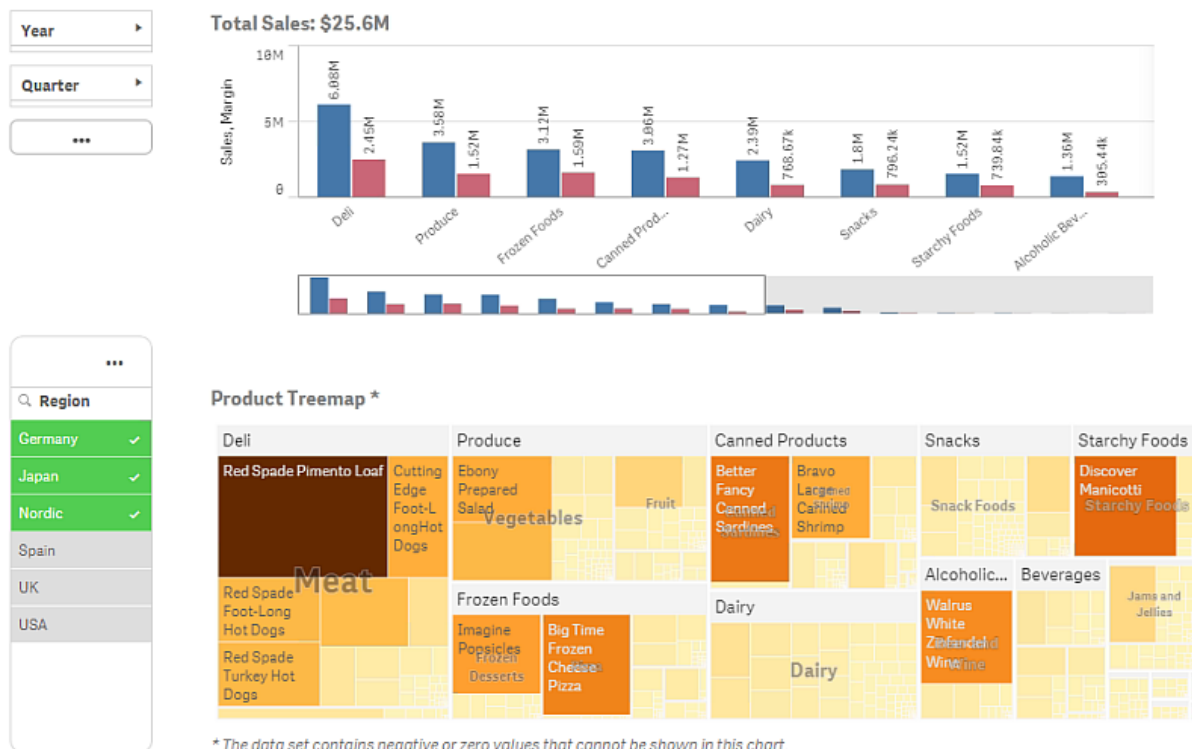 Year
Quarter
•••
Total Sales: $25.6M
Sales, Margin
10M
5M
0
6.08M
2.45M
3.58M
1.52M
3.12M
1.59M
3.06M
1.27M
2.39M
768.67k
1.8M
796.24k
1.52M
739.84k
1.36M
305.44k
Deli
Produce
Frozen Foods
Canned Prod...
Dairy
Snacks
Starchy Foods
Alcoholic Bev...
•••
Region
Germany
Japan
Nordic
Spain
UK
USA
Product Treemap *
Deli
Red Spade Pimento Loaf
Cutting
Edge
Foot-L
ongHot
Dogs
Meat
Red Spade
Foot-Long
Hot Dogs
Red Spade
Turkey Hot
Dogs
Produce
Ebony
Prepared
Salad
Vegetables
Fruit
Frozen Foods
Imagine
Popsicles
Frozen
Desserts
Big Time
Frozen
Cheese
Pizza
Canned Products
Better
Fancy
Canned
Sardines
Bravo
Large
Canned
Shrimp
Dairy
Dairy
Snacks
Snack Foods
Starchy Foods
Discover
Manicotti
Starchy Foods
Alcoholic...
Walrus
White
Zinfandel
Wine
Wine
Beverages
Jams and
Jellies
* The data set contains negative or zero values that cannot be shown in this chart